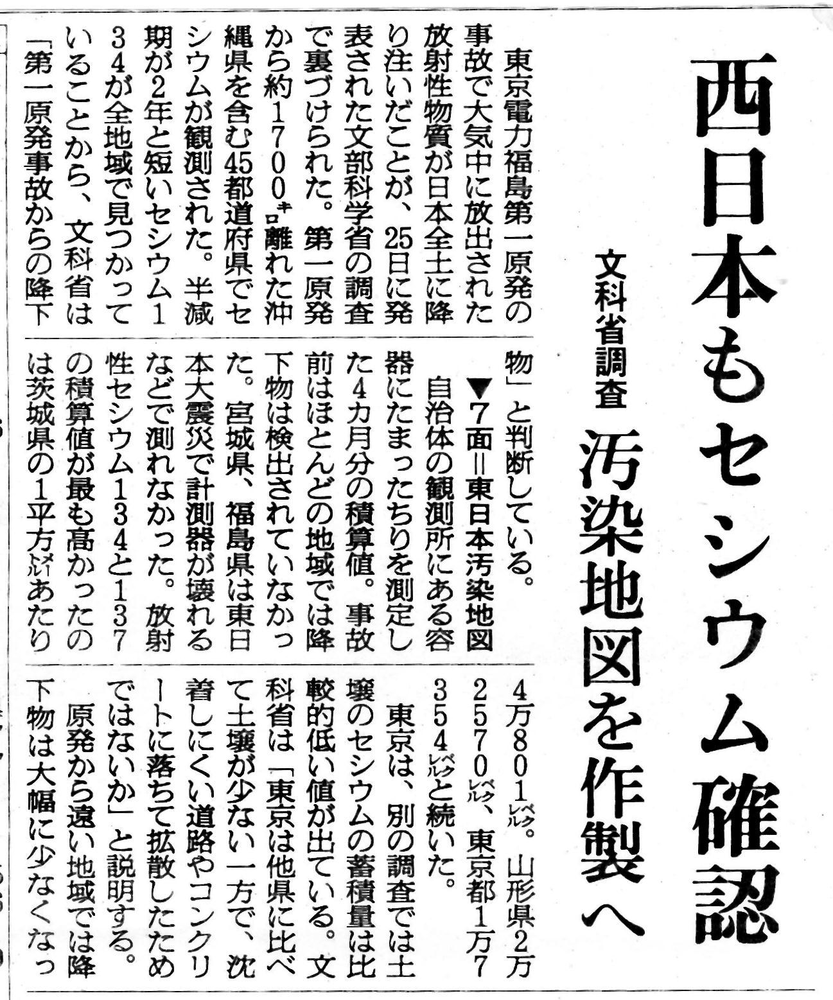 西日本もセシウム確認
文科省調査 汚染地図を作製へ
東京電力福島第一原発の
事故で大気中に放出された
放射性物質が日本全土に降
り注いだことが、25日に発
表された文部科学省の調査
で裏づけられた。第一原発
から約1700㌔離れた沖
縄県を含む45都道府県でセ
シウムが観測された。半減
期が2年と短いセシウム1
34が全地域で見つかって
いることから、文科省は
「第一原発事故からの降下
物」と判断している。
▼7面=東日本汚染地図
自治体の観測所にある容
器にたまったちりを測定し
た4カ月分の積算値。事故
前はほとんどの地域では降
下物は検出されていなかっ
た。宮城県、福島県は東日
本大震災で計測器が壊れる
などで測れなかった。放射
性セシウム134と137
の積算値が最も高かったの
は茨城県の1平方㍍あたり
4万801ベクレル。山形県2万
2570ベクレル、東京都1万7
354ベクレルと続いた。
東京は、別の調査では土
壌のセシウムの蓄積量は比
較的低い値が出ている。文
科省は「東京は他県に比べ
て土壌が少ない一方で、沈
着しにくい道路やコンクリ
ートに落ちて拡散したため
ではないか」と説明する。
原発から遠い地域では降
下物は大幅に少なくなっ